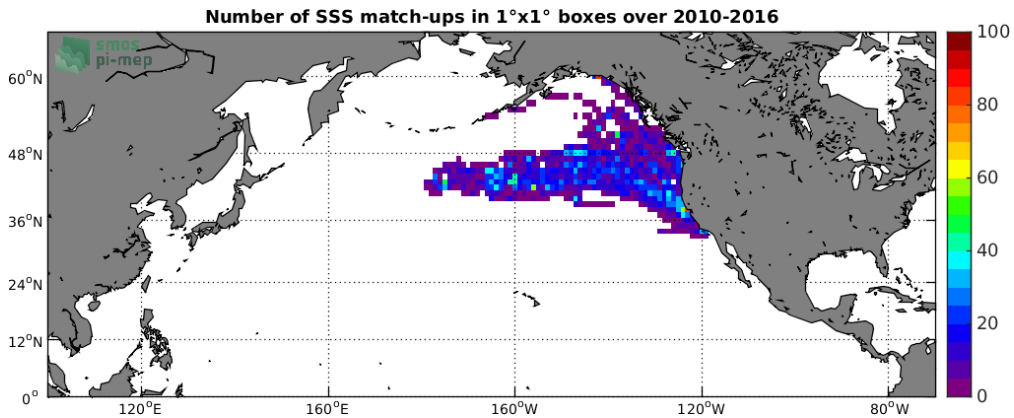 Number of SSS match-ups in 1°x1° boxes over 2010-2016
smos
pi-mep
60°N
48°N
36°N
24°N
12°N
0°
120°E
160°E
160°W
120°W
80°W
100
80
60
40
20
0